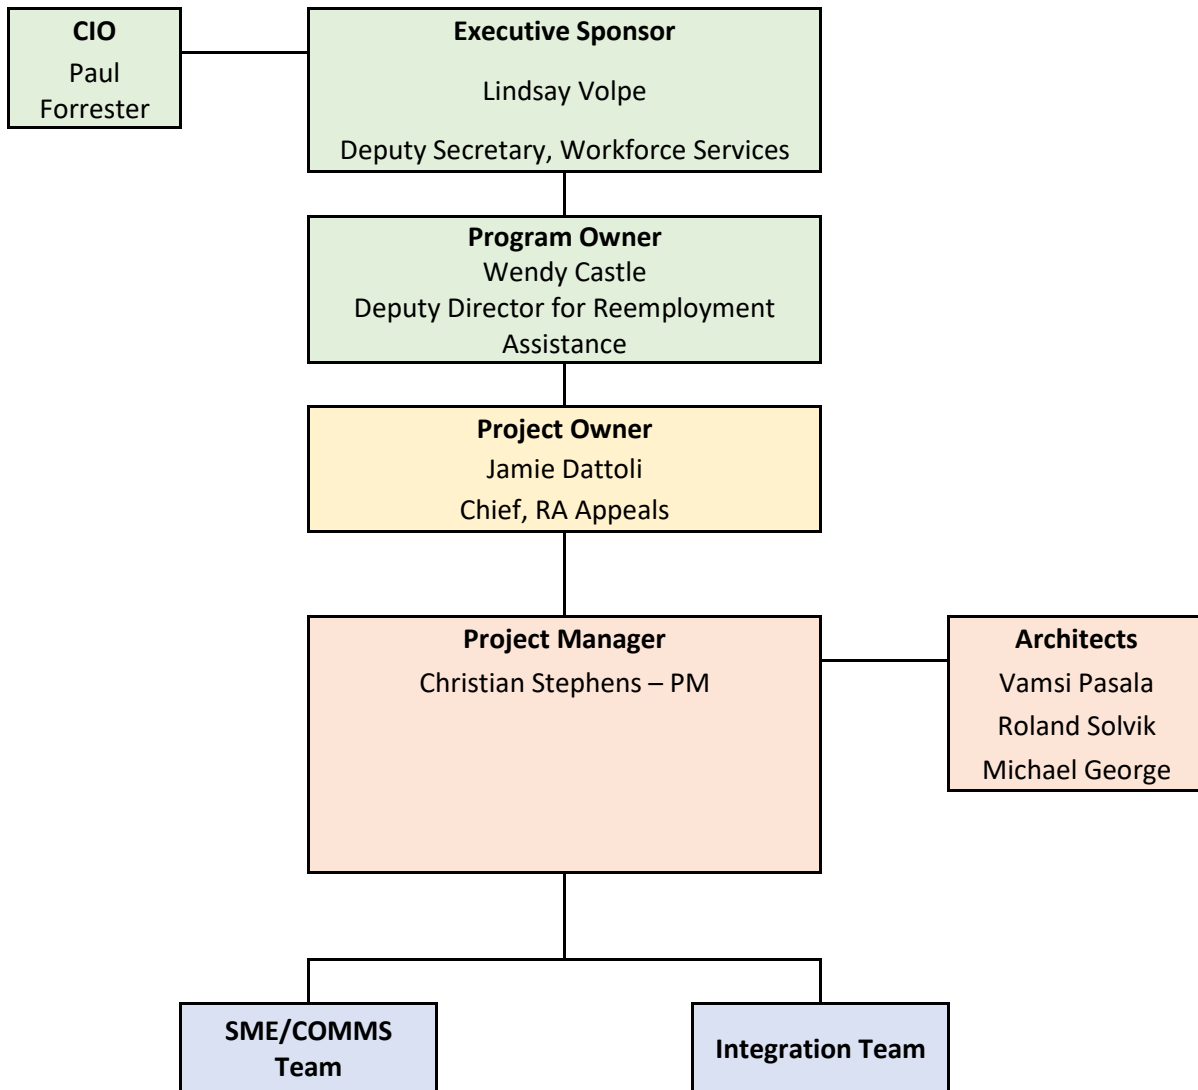 CIO
Paul
Forrester
Executive Sponsor
Lindsay Volpe
Deputy Secretary, Workforce Services
Program Owner
Wendy Castle
Deputy Director for Reemployment
Assistance
Project Owner
Jamie Dattoli
Chief, RA Appeals
Project Manager
Christian Stephens – PM
Architects
Vamsi Pasala
Roland Solvik
Michael George
SME/COMMS
Team
Integration Team